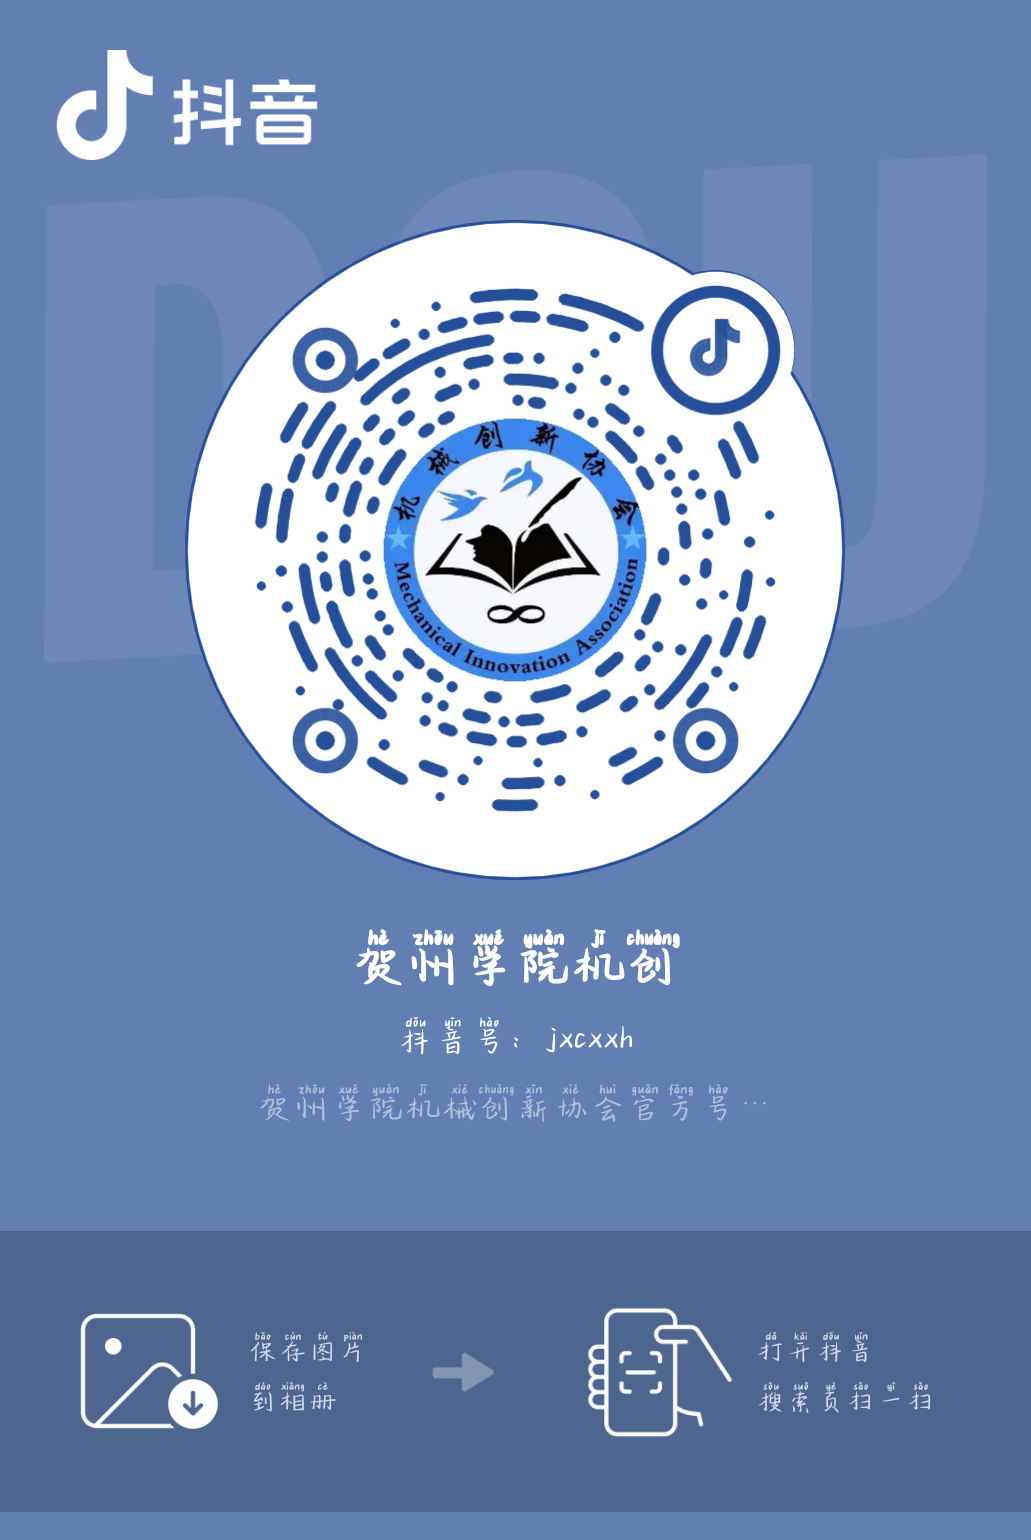 抖音
DOU
机械创新协会
Mechanical Innovation Association
hè zhōu xué yuàn jī chuàng
贺州学院机创
dǒu yīn hào
抖音号：jxcxxh
hè zhōu xué yuàn jī xiè chuàng xīn xié huì guān fāng hào
贺州学院机械创新协会官方号...
bǎo cún tú piàn
保存图片
dào xiàng cè
到相册
dǎ kāi dǒu yīn
打开抖音
sōu suǒ yè sǎo yī sǎo
搜索页扫一扫